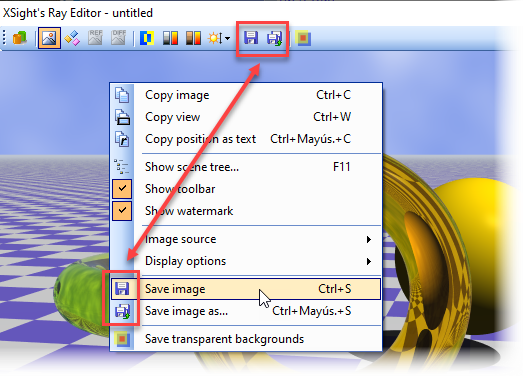 XSight's Ray Editor - untitled
REF DIFF
Copy image Ctrl+C
Copy view Ctrl+W
Copy position as text Ctrl+Mayús.+C
Show scene tree... F11
Show toolbar
Show watermark
Image source
Display options
Save image Ctrl+S
Save image as... Ctrl+Mayús.+S
Save transparent backgrounds